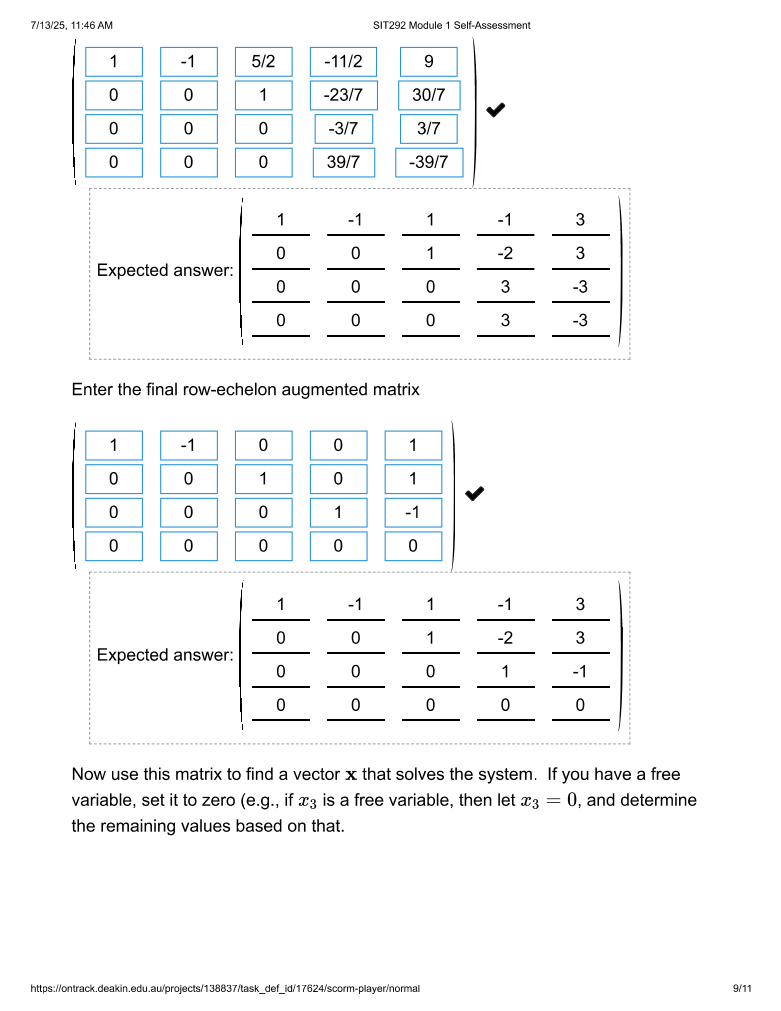 7/13/25, 11:46 AM SIT292 Module 1 Self-Assessment
1 -1 5/2 -11/2 9
0 0 1 -23/7 30/7
0 0 0 -3/7 3/7
0 0 0 39/7 -39/7
1 -1 1 -1 3
0 0 1 -2 3
Expected answer:
0 0 0 3 -3
0 0 0 3 -3
Enter the final row-echelon augmented matrix
1 -1 0 0 1
0 0 1 0 1
0 0 0 1 -1
0 0 0 0 0
1 -1 1 -1 3
0 0 1 -2 3
Expected answer:
0 0 0 1 -1
0 0 0 0 0
Now use this matrix to find a vector x that solves the system. If you have a free
variable, set it to zero (e.g., if x₃ is a free variable, then let x₃ = 0, and determine
the remaining values based on that.
https://ontrack.deakin.edu.au/projects/138837/task_def_id/17624/scorm-player/normal 9/11